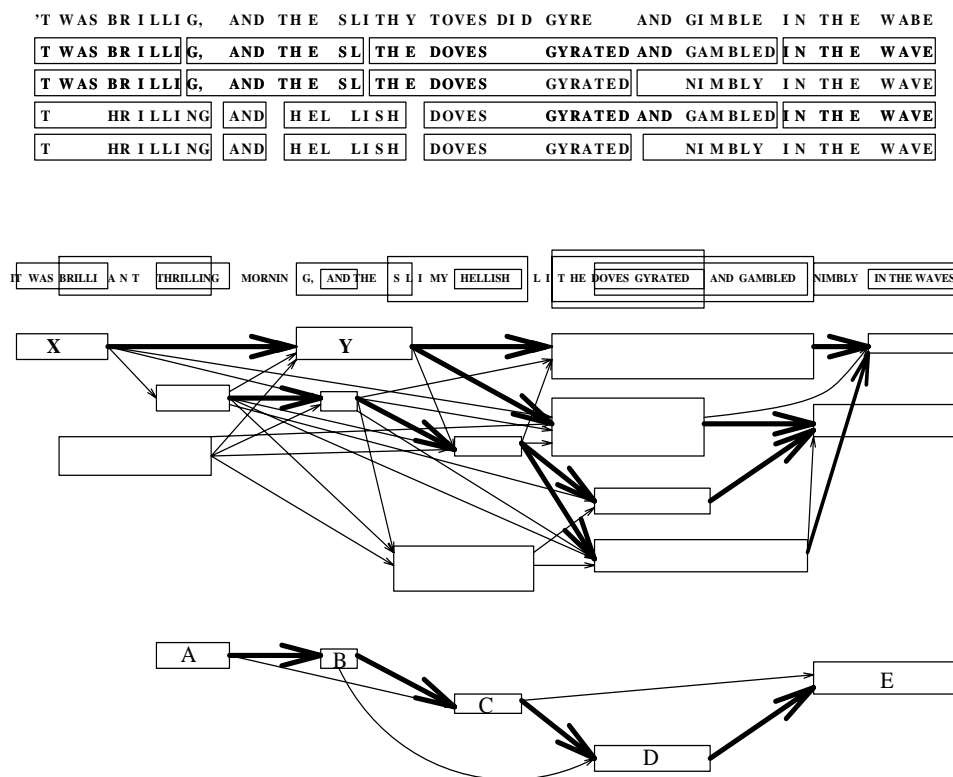 'T WAS BRILLIG, AND THE SLITHY TOVES DID GYRE AND GIMBLE IN THE WABE
T WAS BRILLIG, AND THE SL THE DOVES GYRATED AND GAMBLED IN THE WAVE
T WAS BRILLIG, AND THE SL THE DOVES GYRATED NIMBLY IN THE WAVE
T HRILLING AND HEL LISH DOVES GYRATED AND GAMBLED IN THE WAVE
T HRILLING AND HEL LISH DOVES GYRATED NIMBLY IN THE WAVE
IT WAS BRILLI ANT THRILLING MORNIN G, AND THE SLIMY HELLISH LI THE DOVES GYRATED AND GAMBLED NIMBLY IN THE WAVES
X Y
A B C D E